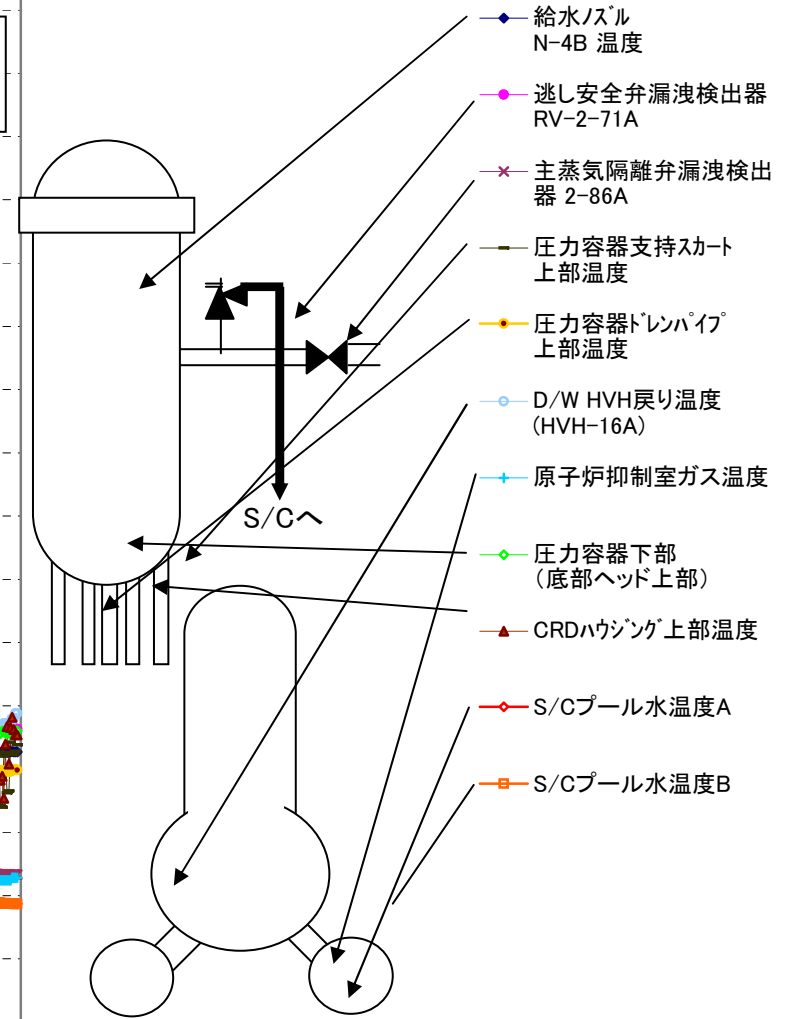 給水ﾉｽﾞﾙ
N-4B 温度
逃し安全弁漏洩検出器
RV-2-71A
主蒸気隔離弁漏洩検出
器 2-86A
圧力容器支持ｽｶｰﾄ
上部温度
圧力容器ﾄﾞﾚﾝﾊﾟｲﾌﾟ
上部温度
D/W HVH戻り温度
(HVH-16A)
原子炉抑制室ガス温度
S/Cへ
圧力容器下部
（底部ヘッド上部）
CRDﾊｳｼﾞﾝｸﾞ上部温度
S/Cプール水温度A
S/Cプール水温度B